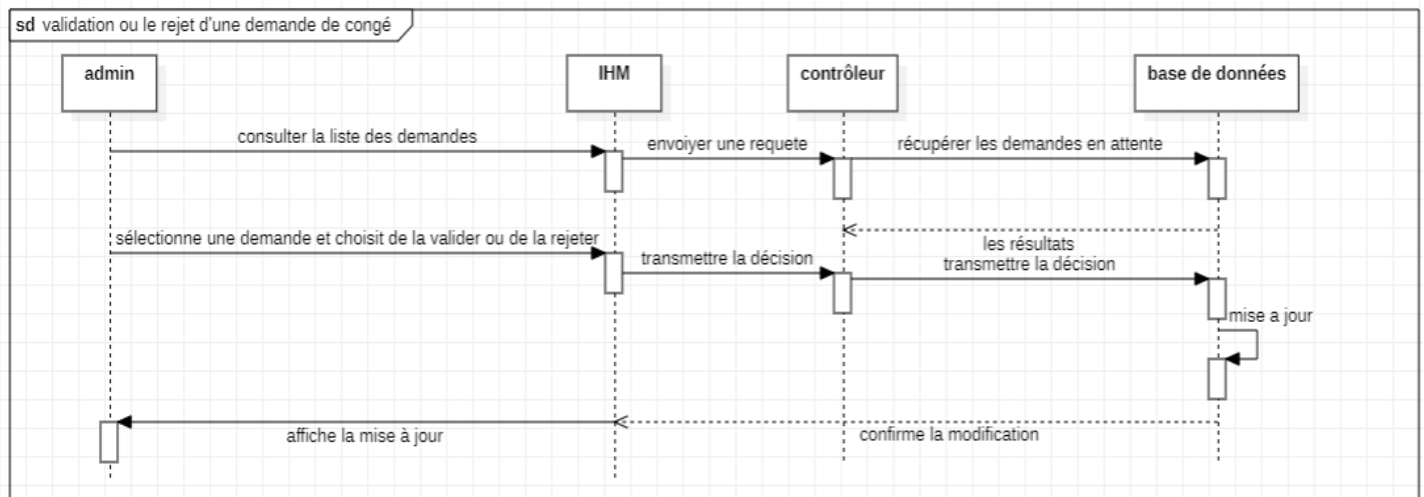 sd validation ou le rejet d'une demande de congé
admin
IHM
contrôleur
base de données
consulter la liste des demandes
envoiyer une requete
récupérer les demandes en attente
sélectionne une demande et choisit de la valider ou de la rejeter
les résultats
transmettre la décision
transmettre la décision
mise a jour
affiche la mise à jour
confirme la modification